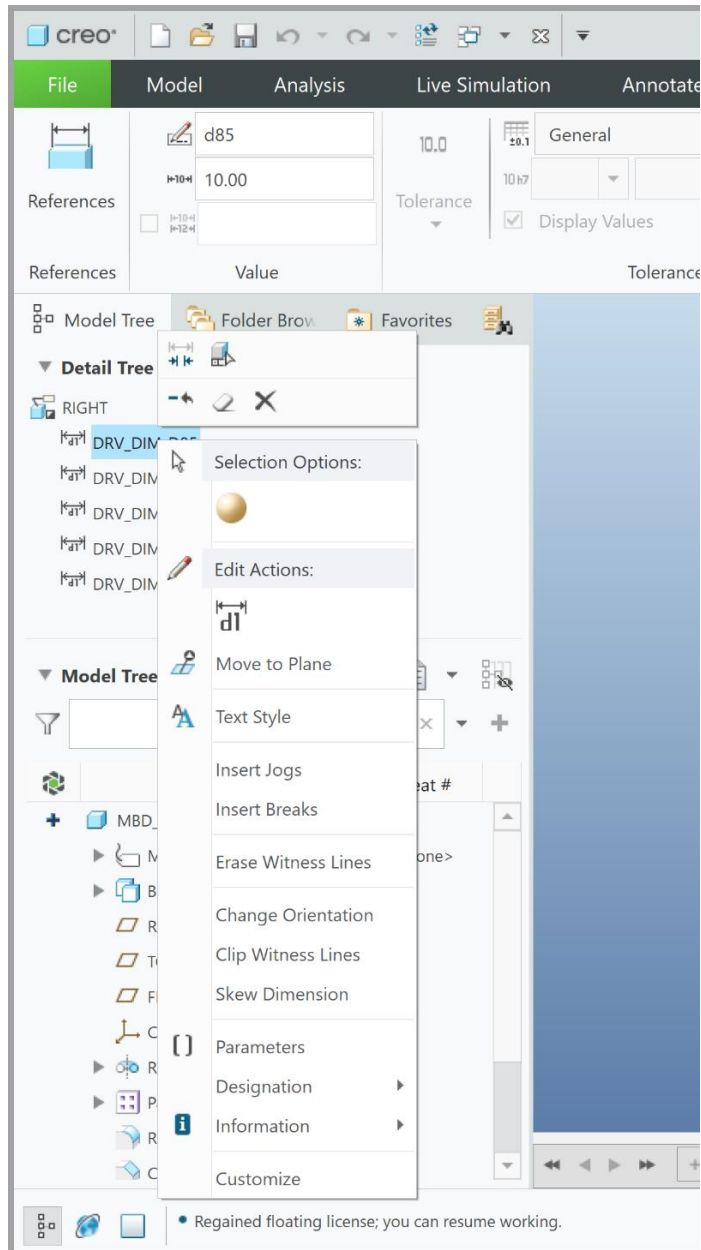 creo
File Model Analysis Live Simulation Annotate
d85
10.00
References
10.0
Tolerance
±0.1 General
10 h7
Display Values
References Value Tolerance
Model Tree Folder Brow Favorites
Detail Tree
RIGHT
DRV_DIM
DRV_DIM
DRV_DIM
DRV_DIM
DRV_DIM
Selection Options:
Edit Actions:
d1
Move to Plane
Model Tree
Text Style
Insert Jogs
eat #
Insert Breaks
MBD_
Erase Witness Lines
one>
Change Orientation
Clip Witness Lines
Skew Dimension
Parameters
Designation
Information
Customize
Regained floating license; you can resume working.